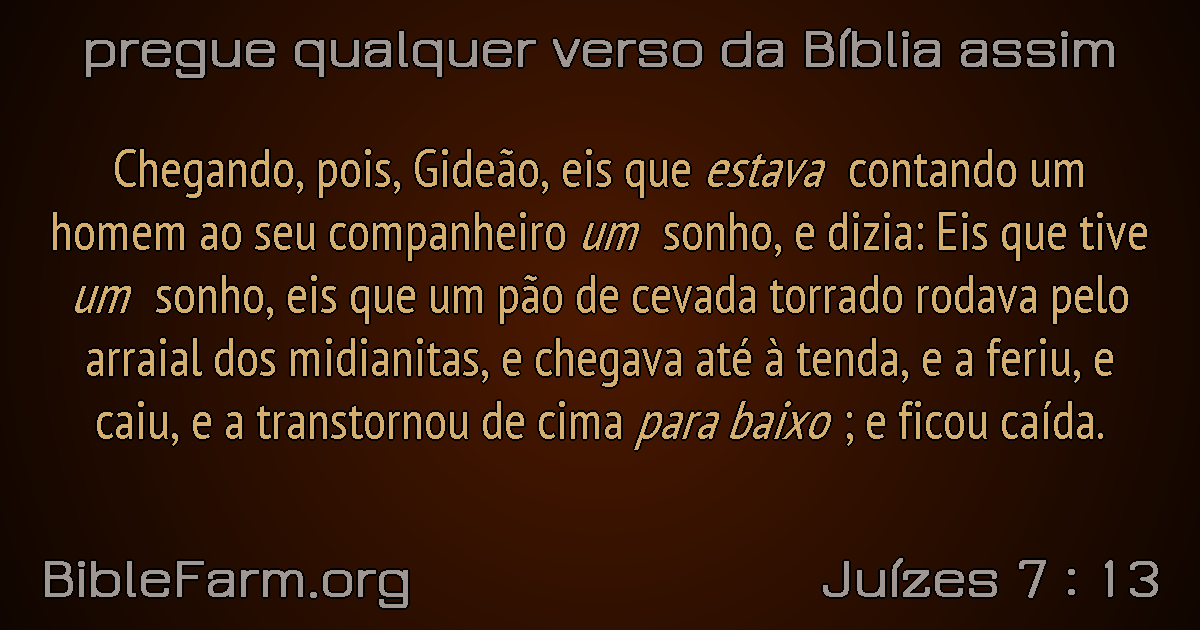 pregue qualquer verso da Bíblia assim
Chegando, pois, Gideão, eis que estava contando um
homem ao seu companheiro um sonho, e dizia: Eis que tive
um sonho, eis que um pão de cevada torrado rodava pelo
arraial dos midianitas, e chegava até à tenda, e a feriu, e
caiu, e a transtornou de cima para baixo ; e ficou caída.
BibleFarm.org
Juízes 7 : 13